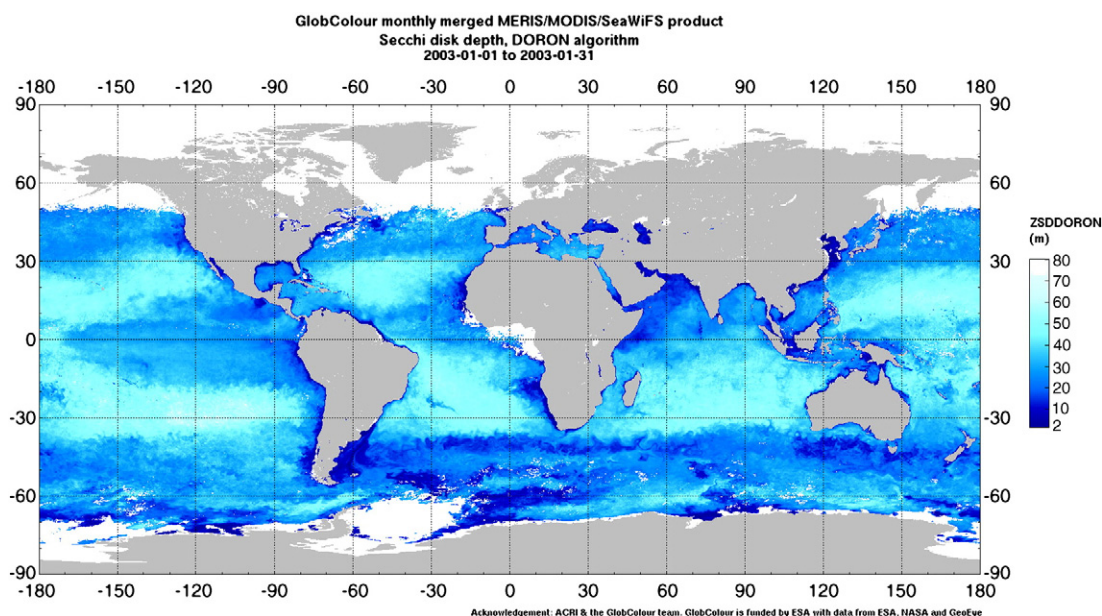 GlobColour monthly merged MERIS/MODIS/SeaWiFS product
Secchi disk depth, DORON algorithm
2003-01-01 to 2003-01-31
-180 -150 -120 -90 -60 -30 0 30 60 90 120 150 180
90 90
60 60
ZSDDORON
(m)
80
70
60
50
40
30
20
10
2
30 30
0 0
-30 -30
-60 -60
-90 -90
-180 -150 -120 -90 -60 -30 0 30 60 90 120 150 180
Acknowledgement: ACRI & the GlobColour team. GlobColour is funded by ESA with data from ESA, NASA and GeoEye